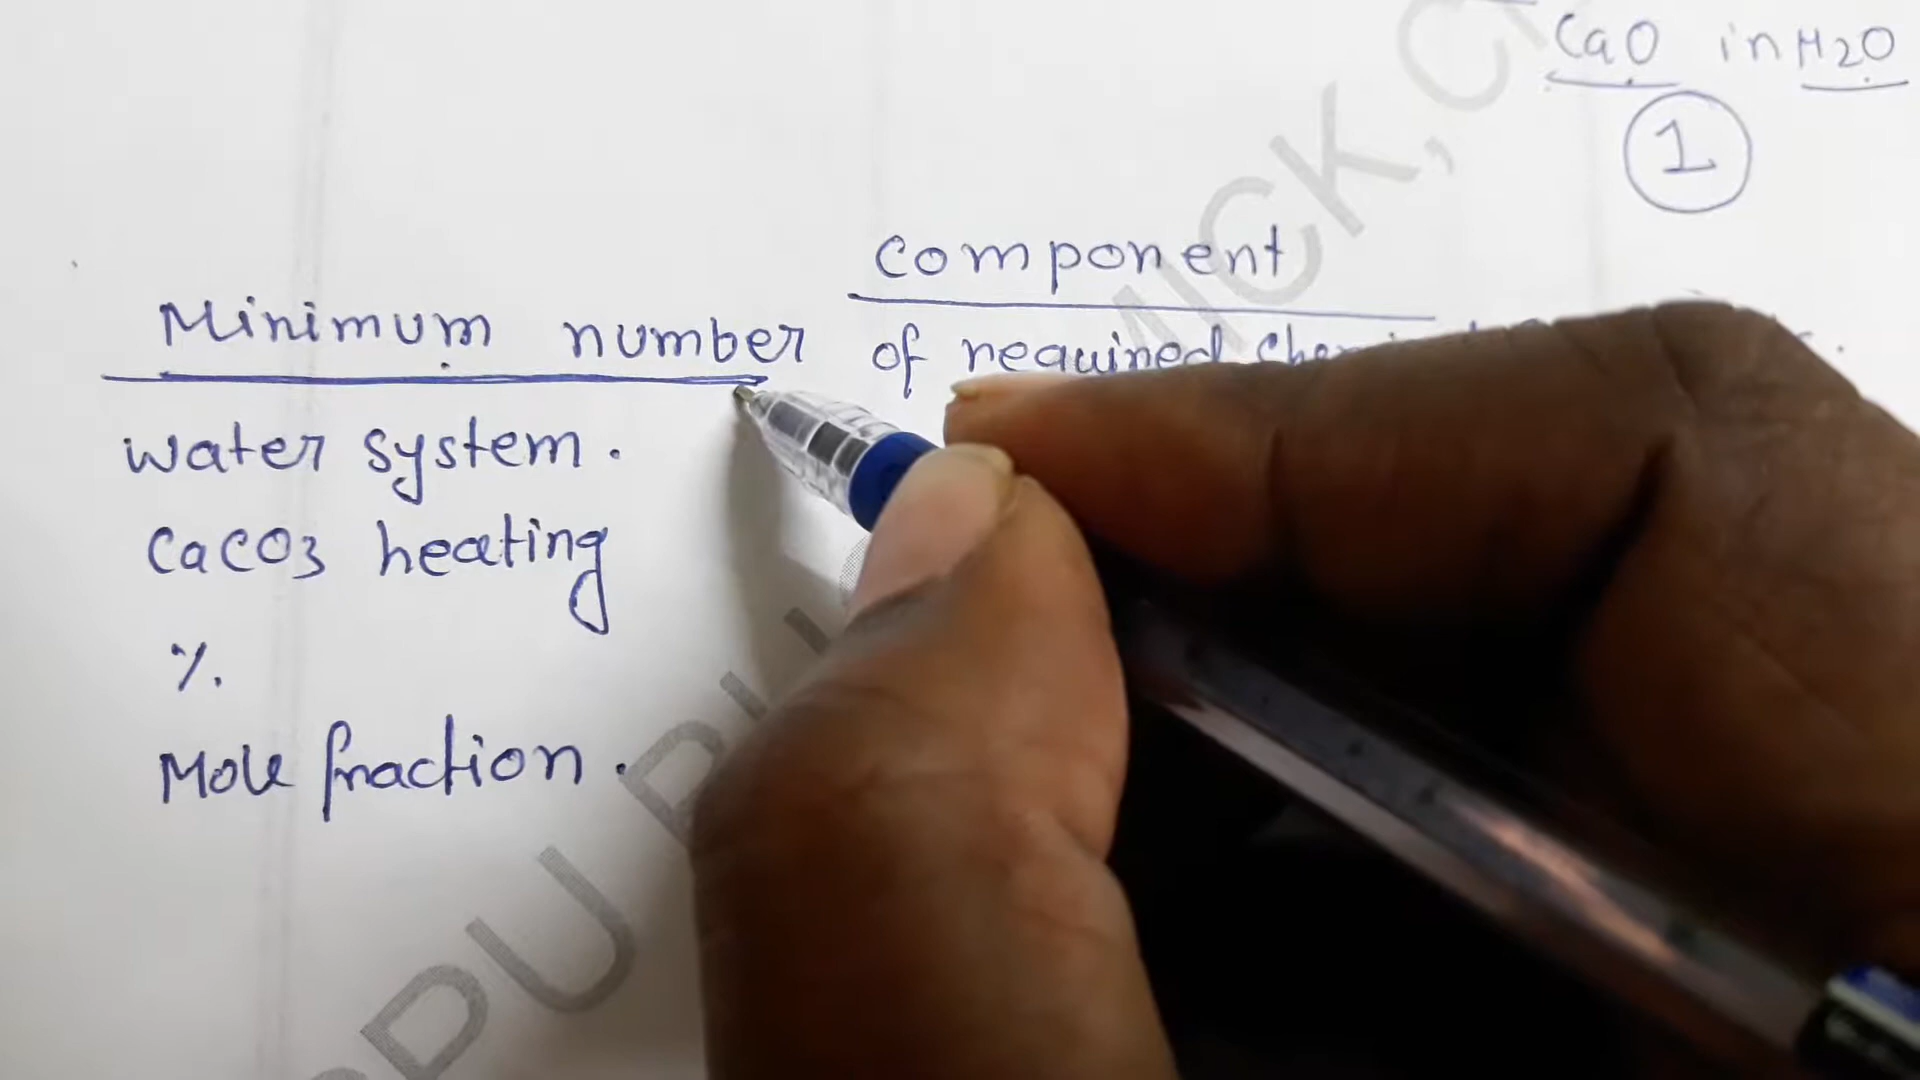 CaO in H2O
1
component
Minimum number of required
water system.
CaCO3 heating
%.
Mole fraction.